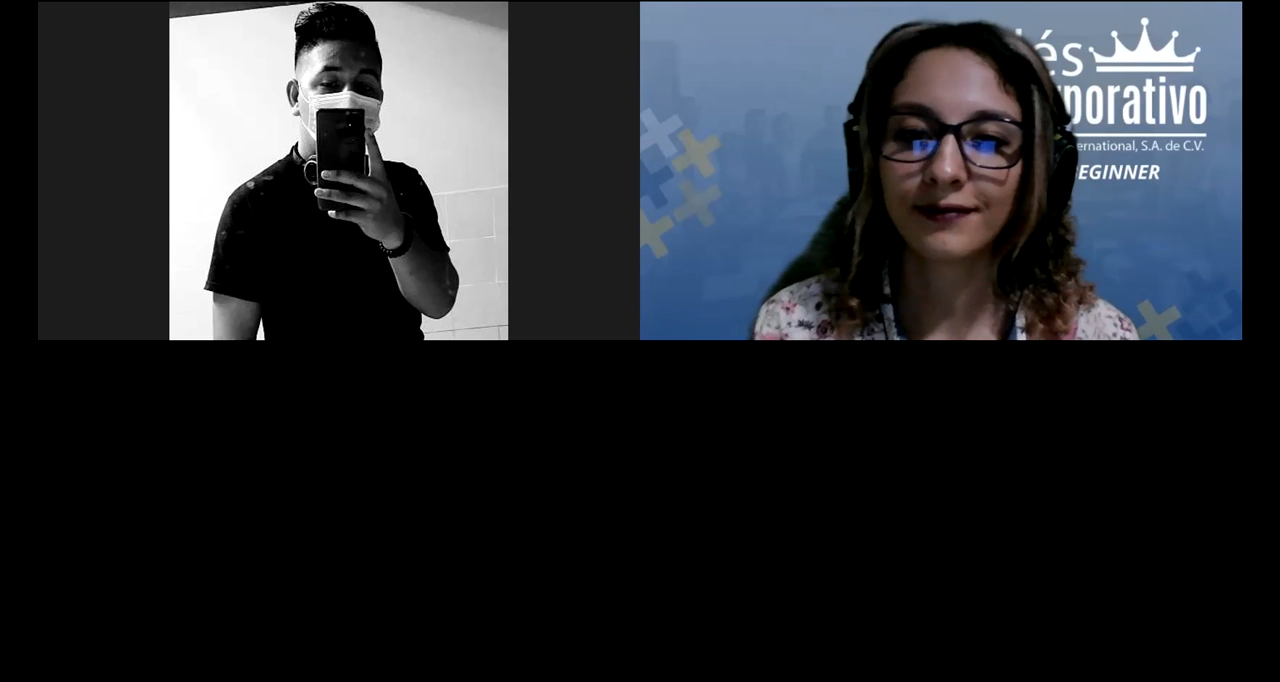 és
porativo
ernational, S.A. de C.V.
EGINNER